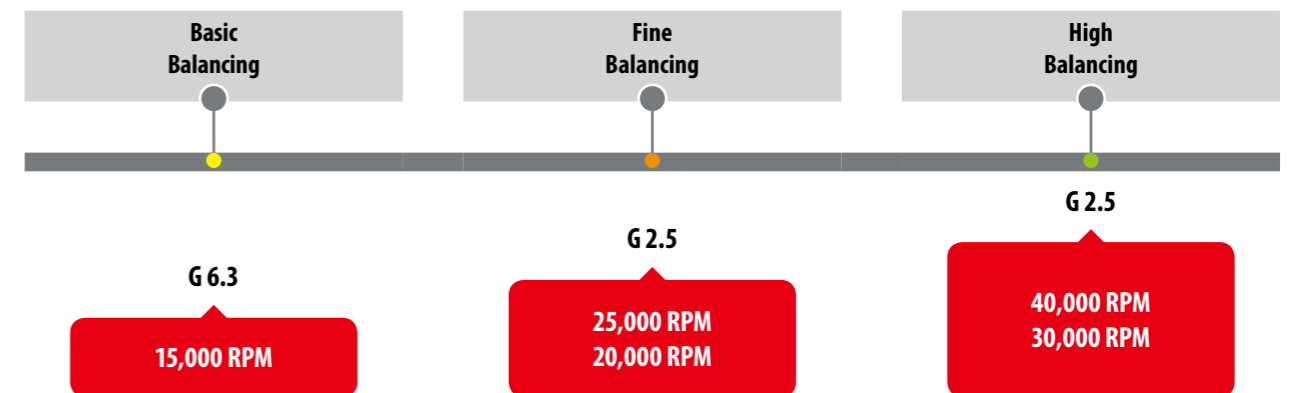 Basic
Balancing
Fine
Balancing
High
Balancing
G 6.3
15,000 RPM
G 2.5
25,000 RPM
20,000 RPM
G 2.5
40,000 RPM
30,000 RPM